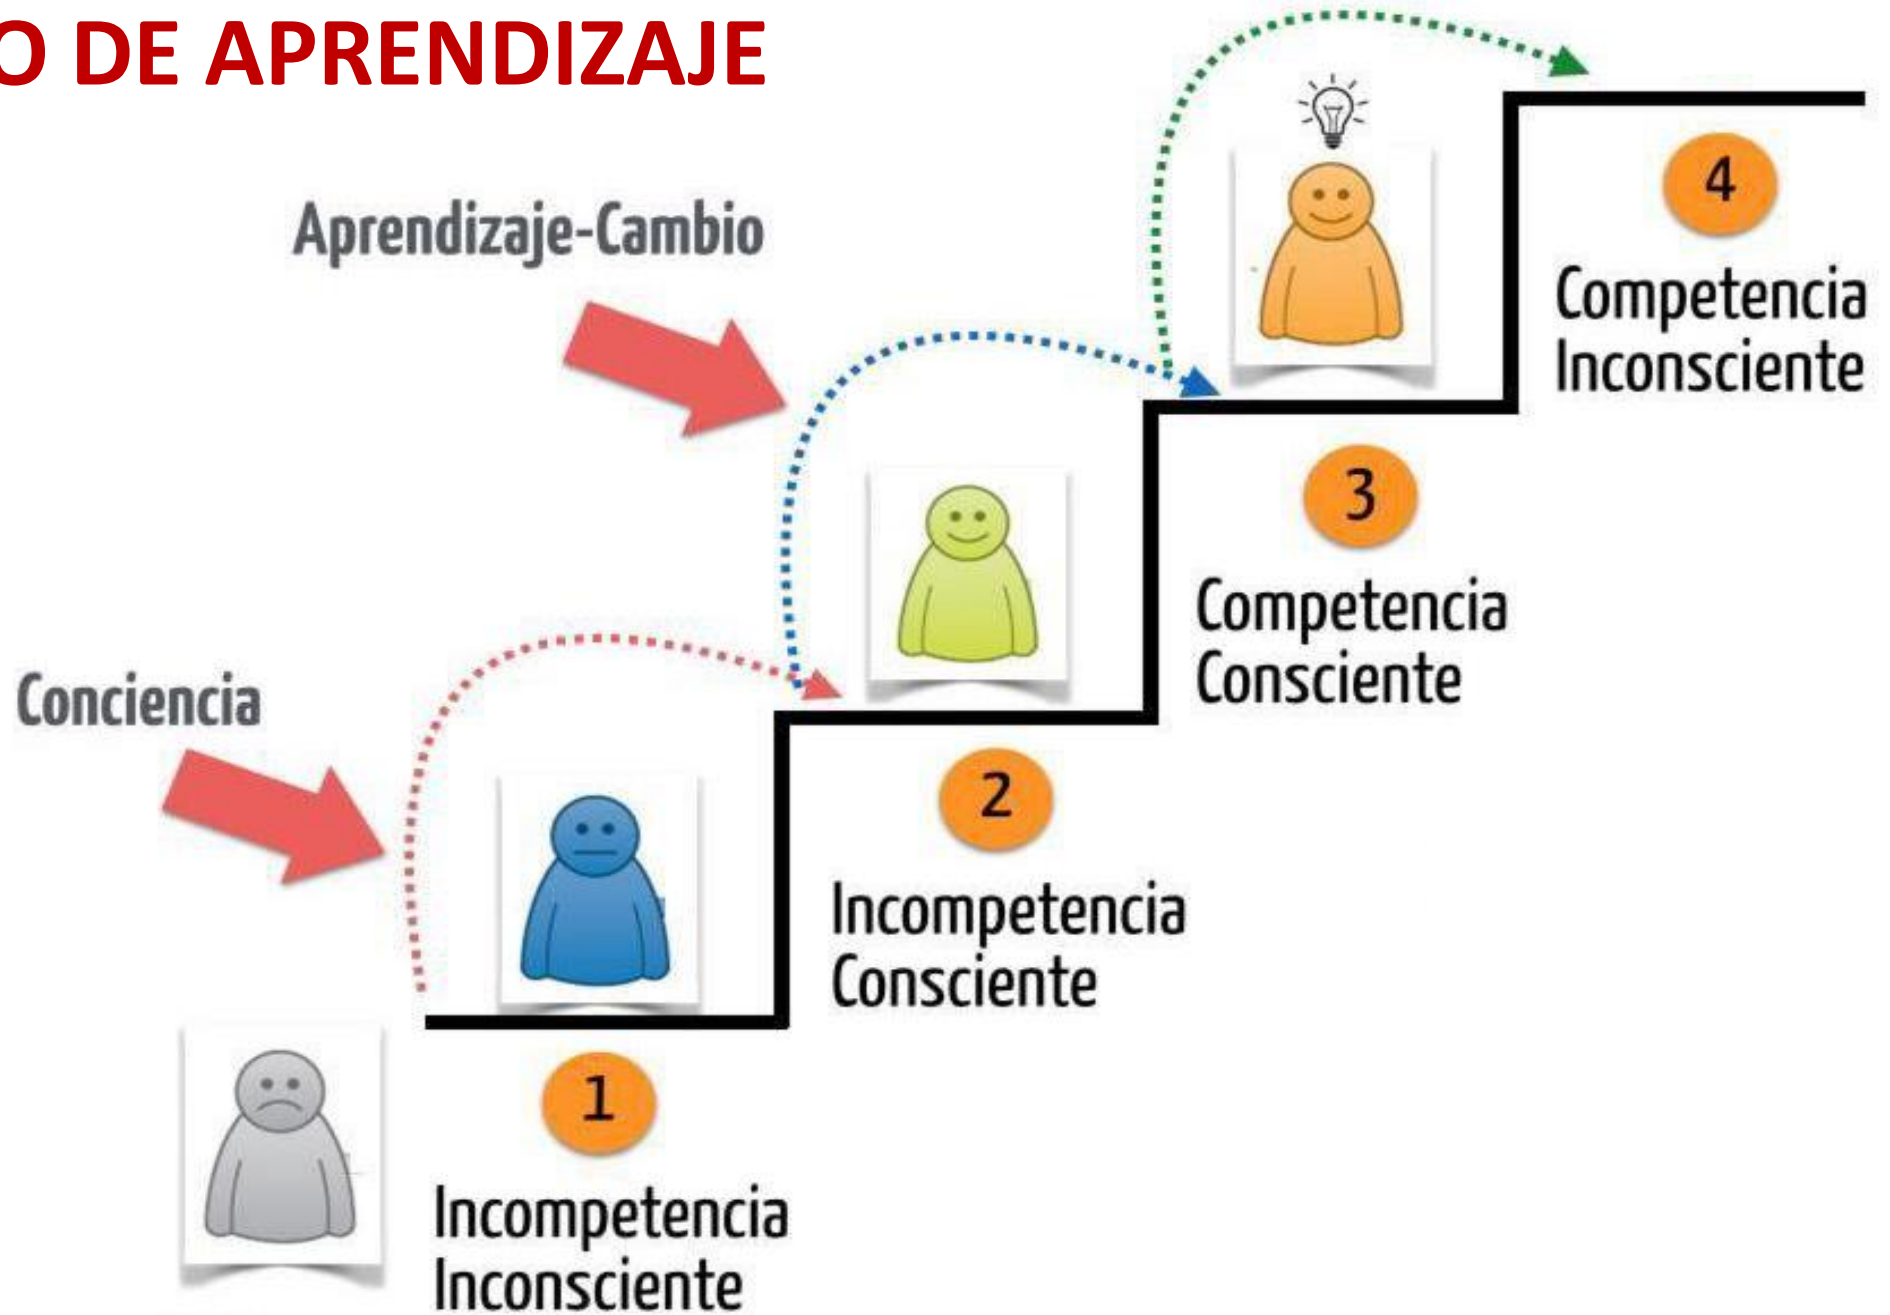 O DE APRENDIZAJE
Aprendizaje-Cambio
4
Competencia
Inconsciente
3
Competencia
Consciente
Conciencia
2
Incompetencia
Consciente
1
Incompetencia
Inconsciente